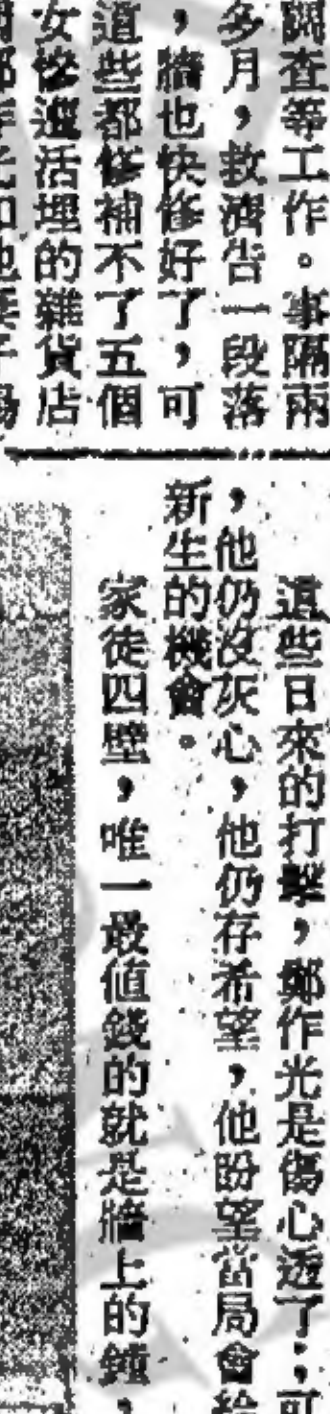 調查等工作。事隔兩
多月，救濟告一段落
，牆也快修好了，可
這些都修補不了五個
女慘遭活埋的雜貨店
這些日來的打擊，鄭作光是傷心透了；可
，他仍沒灰心，他仍存希望，他盼望當局會給
新生的機會。
家徒四壁，唯一最值錢的就是牆上的鐘，